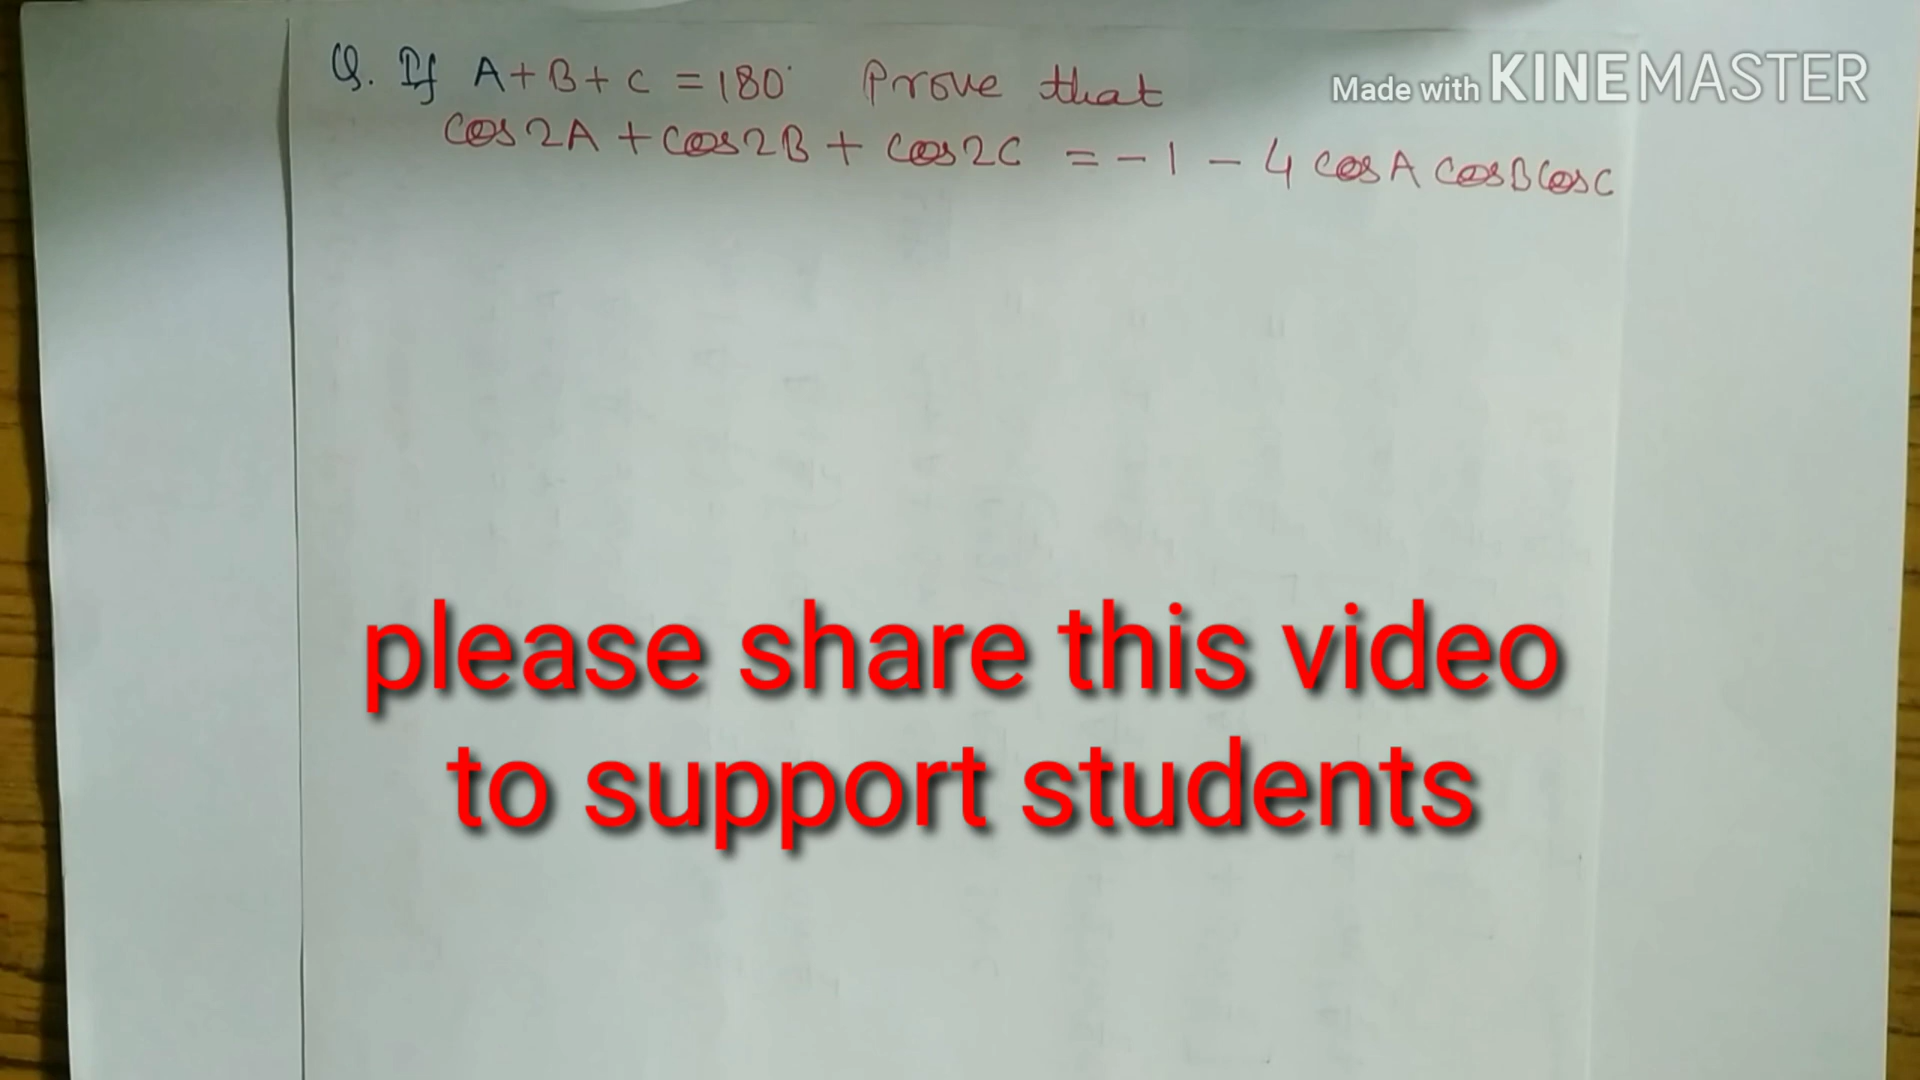 Q. If A + B + C = 180° Prove that
cos2A + cos2B + cos2C = -1 - 4 cosA cosB cosC
Made with KINEMASTER
please share this video
to support students